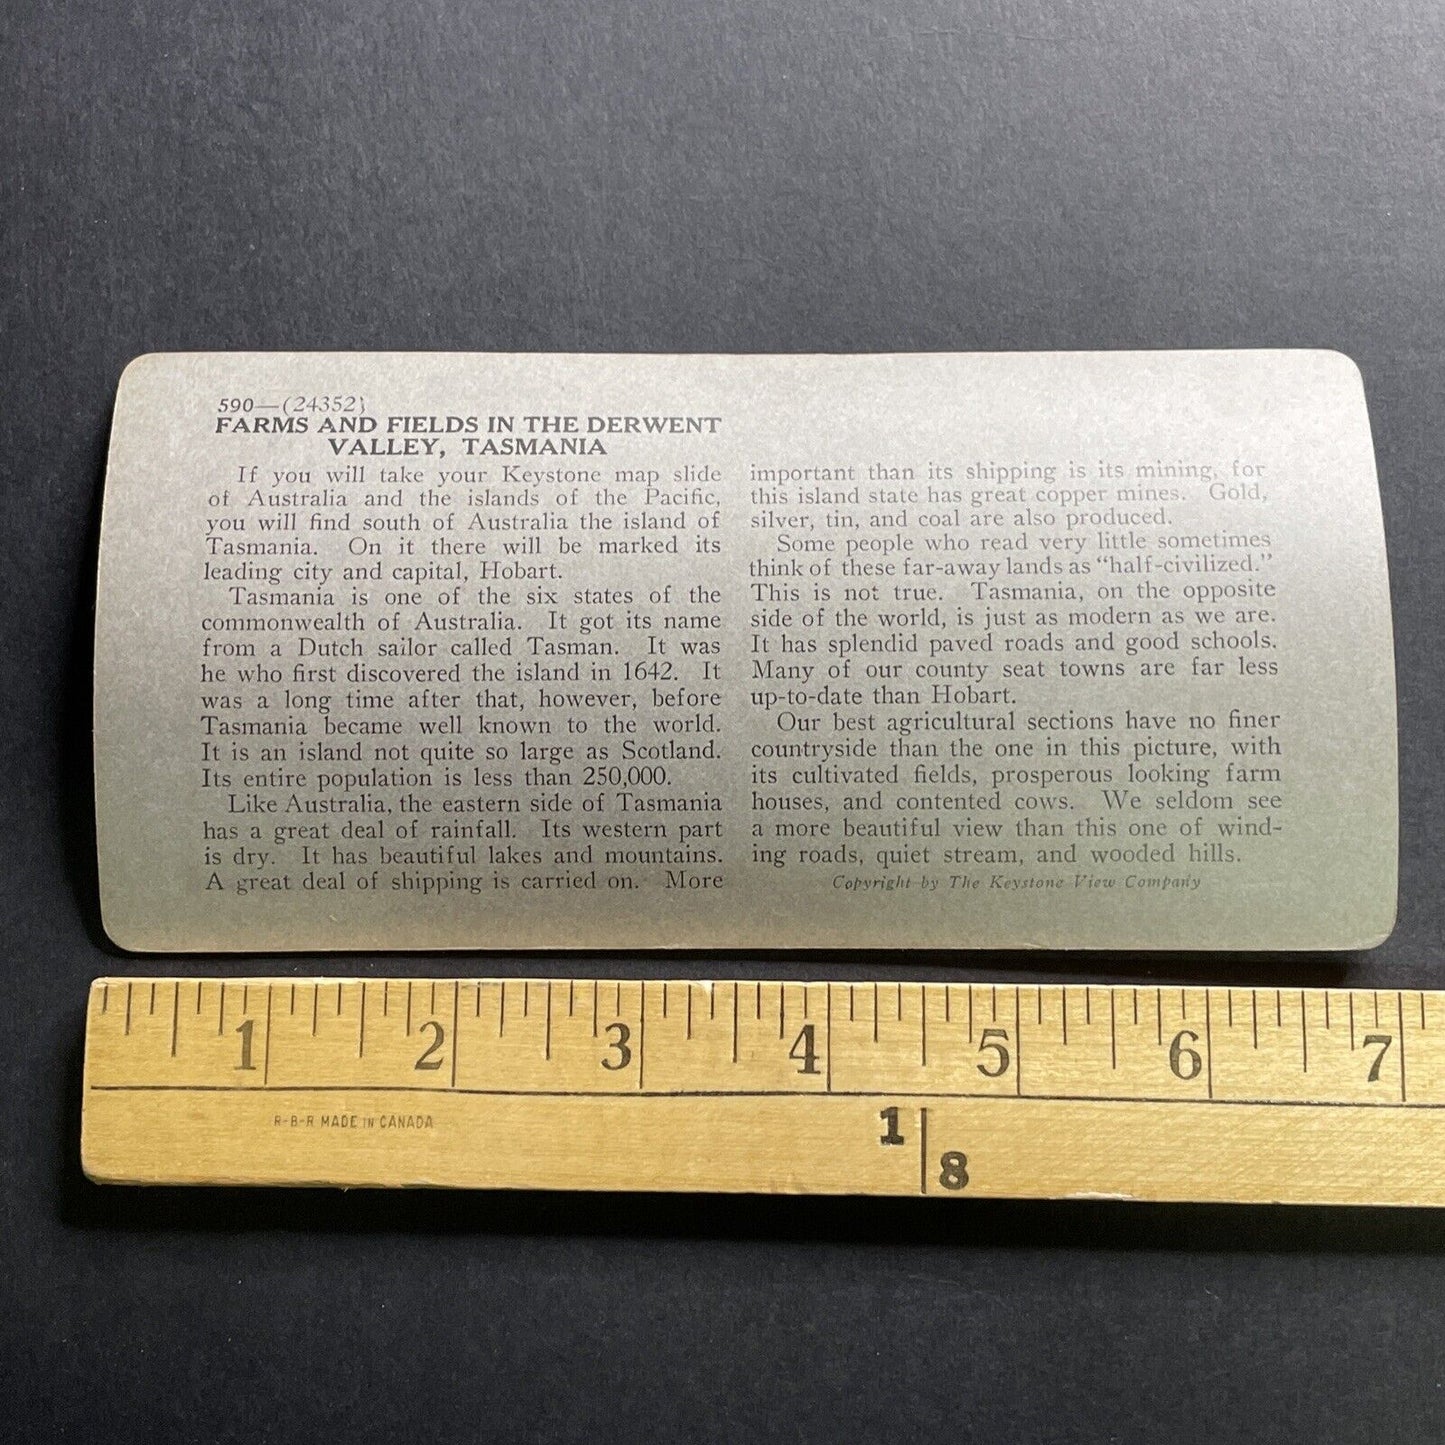 590—(24352)
FARMS AND FIELDS IN THE DERWENT
VALLEY, TASMANIA
If you will take your Keystone map slide
of Australia and the islands of the Pacific,
you will find south of Australia the island of
Tasmania. On it there will be marked its
leading city and capital, Hobart.
Tasmania is one of the six states of the
commonwealth of Australia. It got its name
from a Dutch sailor called Tasman. It was
he who first discovered the island in 1642. It
was a long time after that, however, before
Tasmania became well known to the world.
It is an island not quite so large as Scotland.
Its entire population is less than 250,000.
Like Australia, the eastern side of Tasmania
has a great deal of rainfall. Its western part
is dry. It has beautiful lakes and mountains.
A great deal of shipping is carried on. More
important than its shipping is its mining, for
this island state has great copper mines. Gold,
silver, tin, and coal are also produced.
Some people who read very little sometimes
think of these far-away lands as “half-civilized.”
This is not true. Tasmania, on the opposite
side of the world, is just as modern as we are.
It has splendid paved roads and good schools.
Many of our county seat towns are far less
up-to-date than Hobart.
Our best agricultural sections have no finer
countryside than the one in this picture, with
its cultivated fields, prosperous looking farm
houses, and contented cows. We seldom see
a more beautiful view than this one of wind-
ing roads, quiet stream, and wooded hills.
Copyright by The Keystone View Company
1 2 3 4 5 6 7
R-B-R MADE IN CANADA
1
8